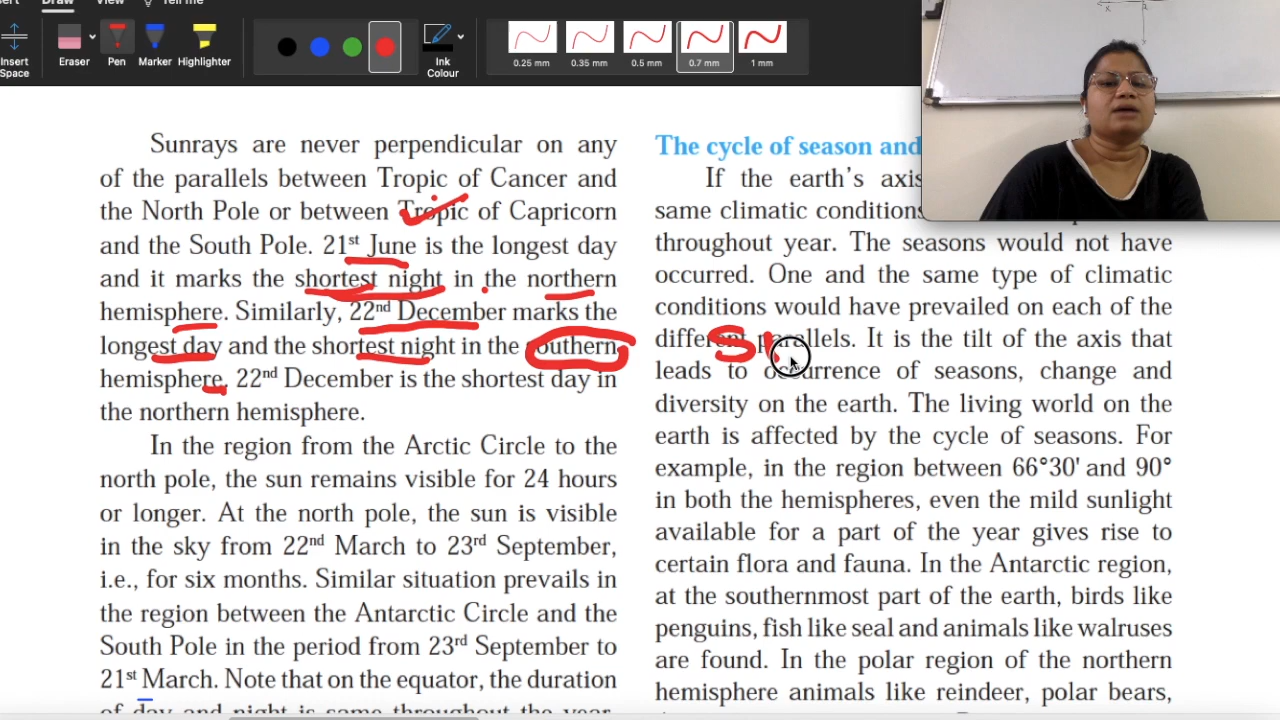 Draw
View
Tell me
Insert
Space
Eraser
Pen
Marker
Highlighter
Ink
Colour
0.25 mm
0.35 mm
0.5 mm
0.7 mm
1 mm
Sunrays are never perpendicular on any
of the parallels between Tropic of Cancer and
the North Pole or between Tropic of Capricorn
and the South Pole. 21st June is the longest day
and it marks the shortest night in the northern
hemisphere. Similarly, 22nd December marks the
longest day and the shortest night in the southern
hemisphere. 22nd December is the shortest day in
the northern hemisphere.
In the region from the Arctic Circle to the
north pole, the sun remains visible for 24 hours
or longer. At the north pole, the sun is visible
in the sky from 22nd March to 23rd September,
i.e., for six months. Similar situation prevails in
the region between the Antarctic Circle and the
South Pole in the period from 23rd September to
21st March. Note that on the equator, the duration
of day and night is same throughout the year.
The cycle of season and
If the earth's axis
same climatic conditions
throughout year. The seasons would not have
occurred. One and the same type of climatic
conditions would have prevailed on each of the
different parallels. It is the tilt of the axis that
leads to occurrence of seasons, change and
diversity on the earth. The living world on the
earth is affected by the cycle of seasons. For
example, in the region between 66°30' and 90°
in both the hemispheres, even the mild sunlight
available for a part of the year gives rise to
certain flora and fauna. In the Antarctic region,
at the southernmost part of the earth, birds like
penguins, fish like seal and animals like walruses
are found. In the polar region of the northern
hemisphere animals like reindeer, polar bears,